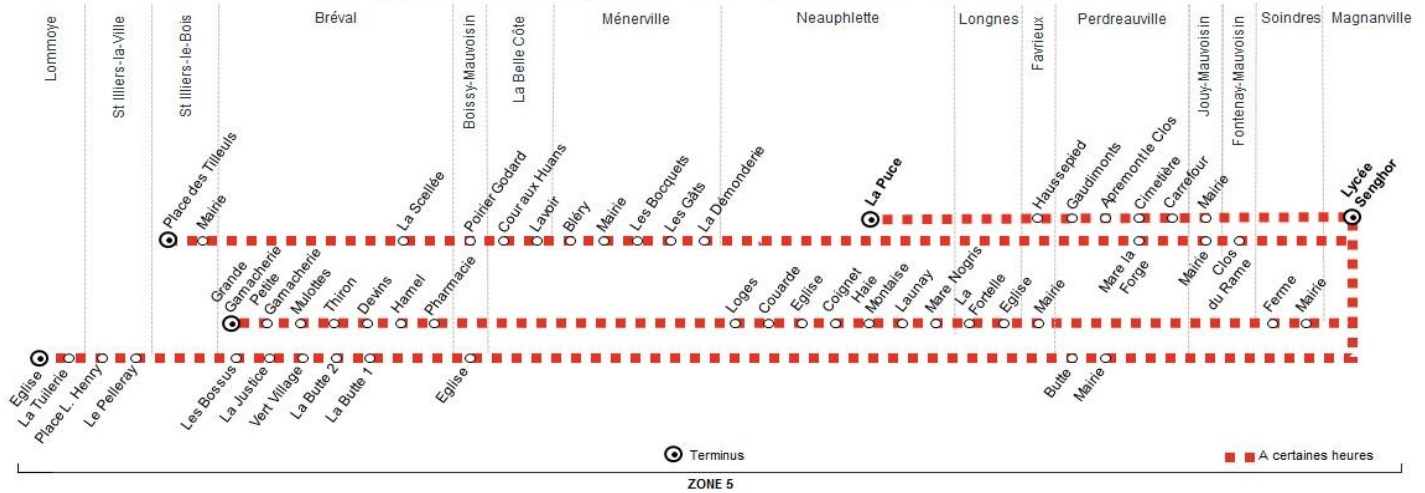 Lommoye
St Illiers-la-Ville
St Illiers-le-Bois
Bréval
Boissy-Mauvoisin
La Belle Côte
Ménerville
Neauphlette
Longnes
Favrieux
Perdreauville
Jouy-Mauvoisin
Fontenay-Mauvoisin
Soindres
Magnanville
La Puce
Haussepied
Gaudimonts
Apremont le Clos
Cimetière
Carrefour
Mairie
Lycée
Senghor
Place des Tilleuls
Mairie
La Scellée
Poirier Godard
Cour aux Huans
Lavoir
Bléry
Mairie
Les Bocquets
Les Gâts
La Démonderie
Mare la
Forge
Mairie
Clos
du Rame
Grande
Gamacherie
Petite
Gamacherie
Mulottes
Thiron
Devins
Hamel
Pharmacie
Loges
Couarde
Eglise
Coignet
Haie
Montaise
Launay
Mare Nogris
La
Fortelle
Eglise
Mairie
Ferme
Mairie
Eglise
La Tuilerie
Place L. Henry
Le Pelleray
Les Bossus
La Justice
Vert Village
La Butte 2
La Butte 1
Eglise
Butte
Mairie
Terminus
A certaines heures
ZONE 5